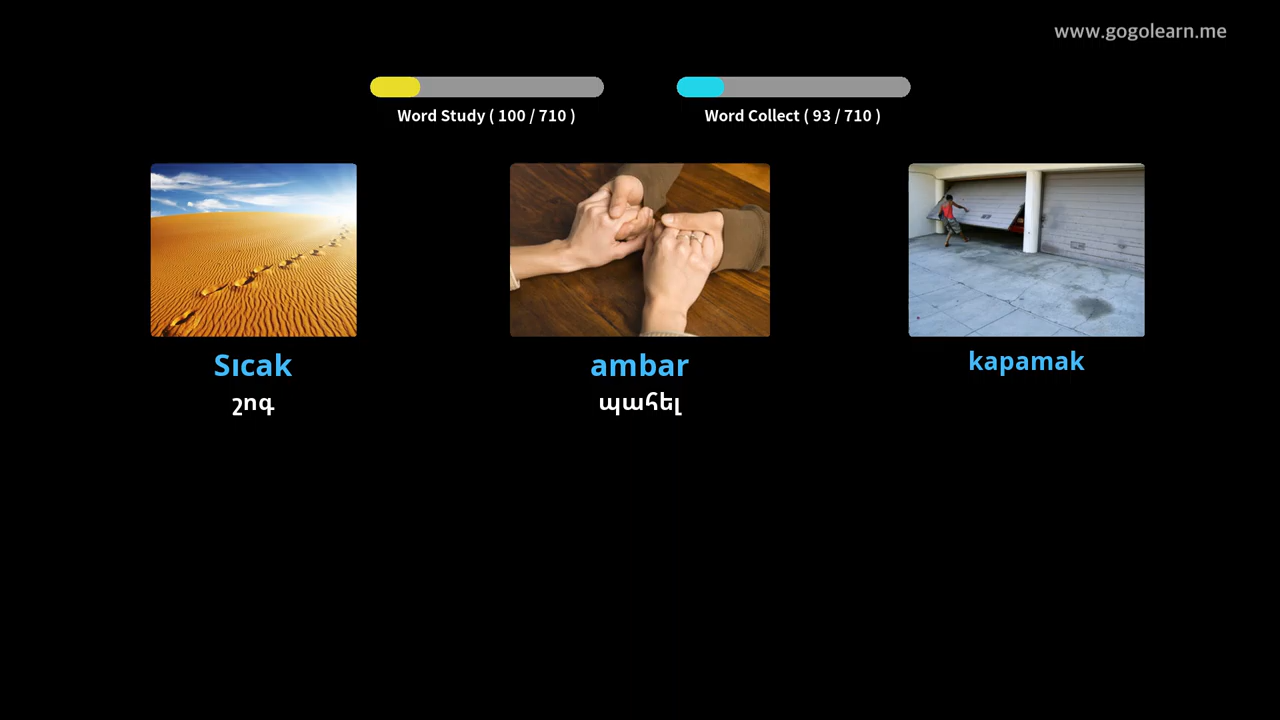 www.gogolearn.me
Word Study ( 100 / 710 )
Word Collect ( 93 / 710 )
Sıcak
շոգ
ambar
պահել
kapamak